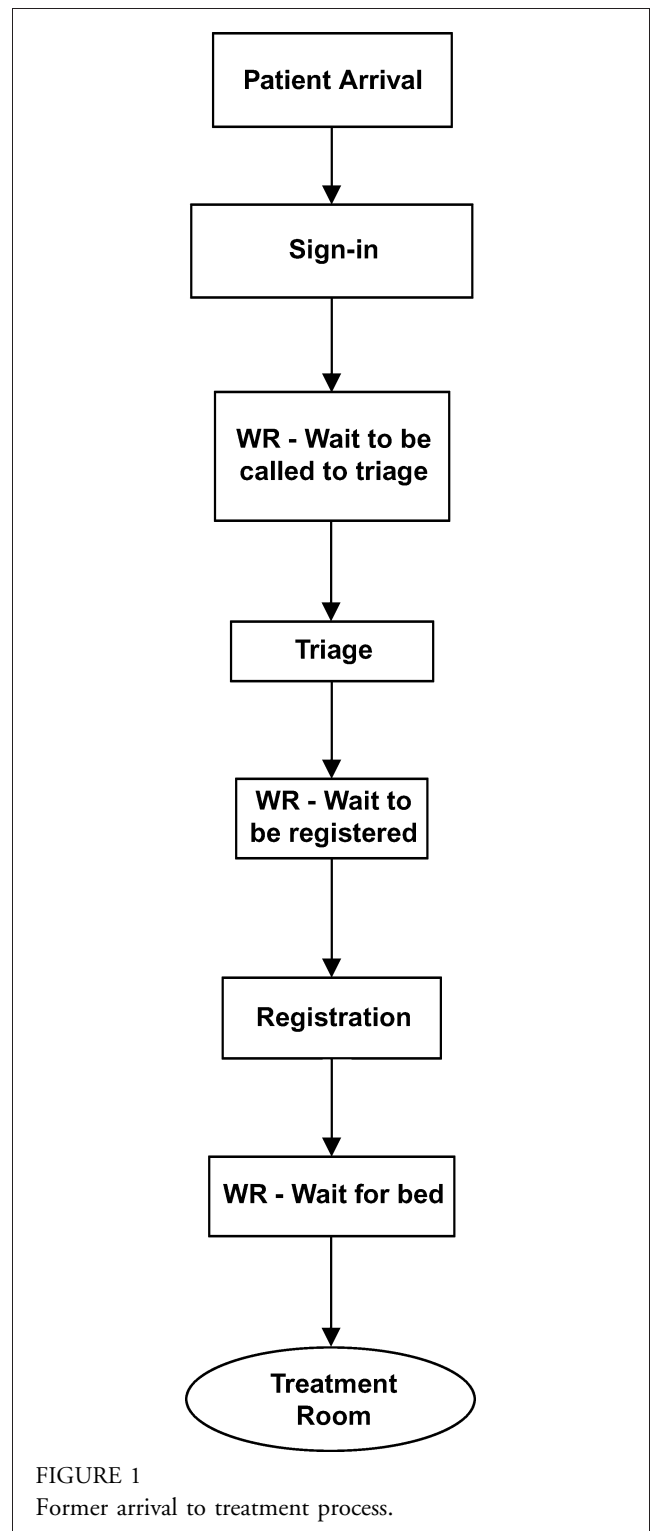 Patient Arrival
Sign-in
WR - Wait to be
called to triage
Triage
WR - Wait to
be registered
Registration
WR - Wait for bed
Treatment
Room
FIGURE 1
Former arrival to treatment process.